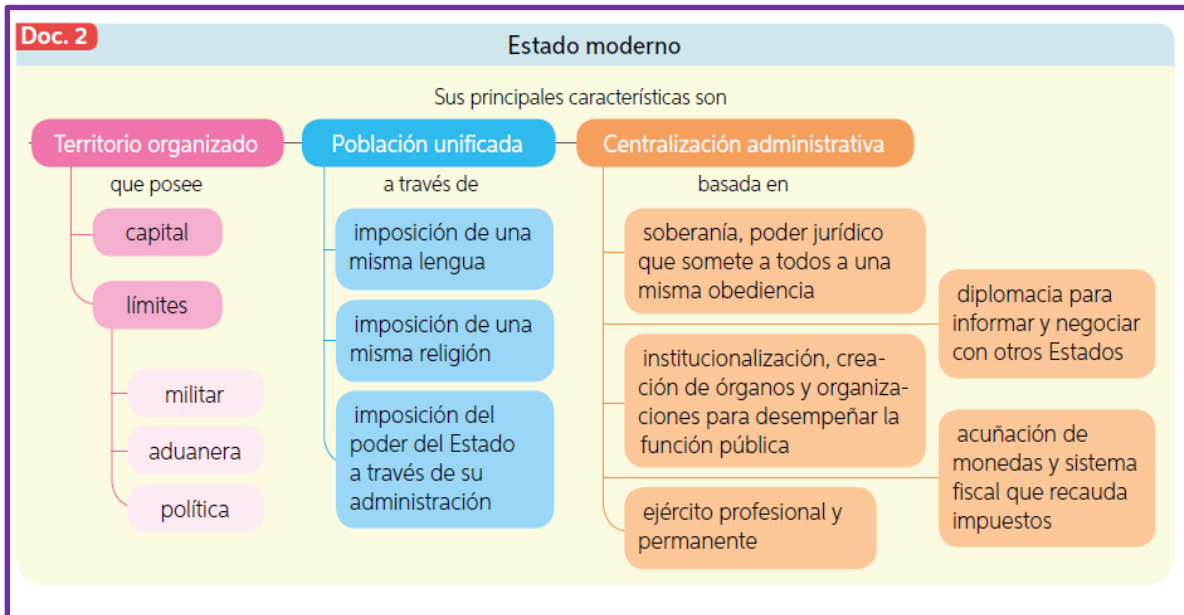 Doc. 2
Estado moderno
Sus principales características son
Territorio organizado
que posee
capital
límites
militar
aduanera
política
Población unificada
a través de
imposición de una
misma lengua
imposición de una
misma religión
imposición del
poder del Estado
a través de su
administración
Centralización administrativa
basada en
soberanía, poder jurídico
que somete a todos a una
misma obediencia
diplomacia para
informar y negociar
con otros Estados
institucionalización, crea-
ción de órganos y organiza-
ciones para desempeñar la
función pública
acuñación de
monedas y sistema
fiscal que recauda
impuestos
ejército profesional y
permanente